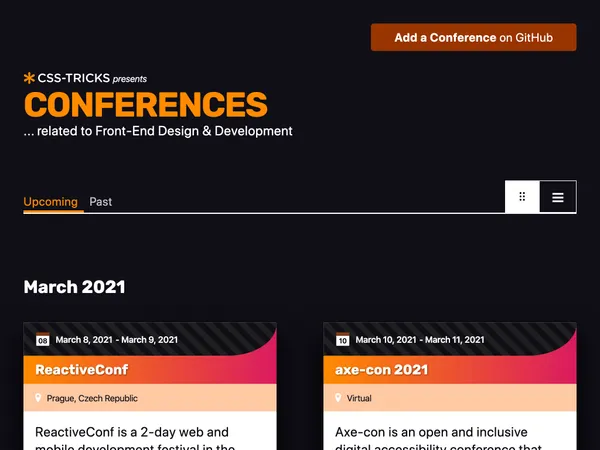 Add a Conference on GitHub
CSS-TRICKS presents
CONFERENCES
... related to Front-End Design & Development
Upcoming Past
March 2021
08 March 8, 2021 - March 9, 2021
ReactiveConf
Prague, Czech Republic
ReactiveConf is a 2-day web and
mobile development festival in the
10 March 10, 2021 - March 11, 2021
axe-con 2021
Virtual
Axe-con is an open and inclusive
digital accessibility conference that